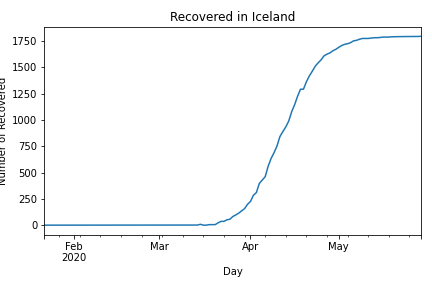 Recovered in Iceland
Number of Recovered
1750
1500
1250
1000
750
500
250
0
Feb
2020
Mar
Apr
May
Day